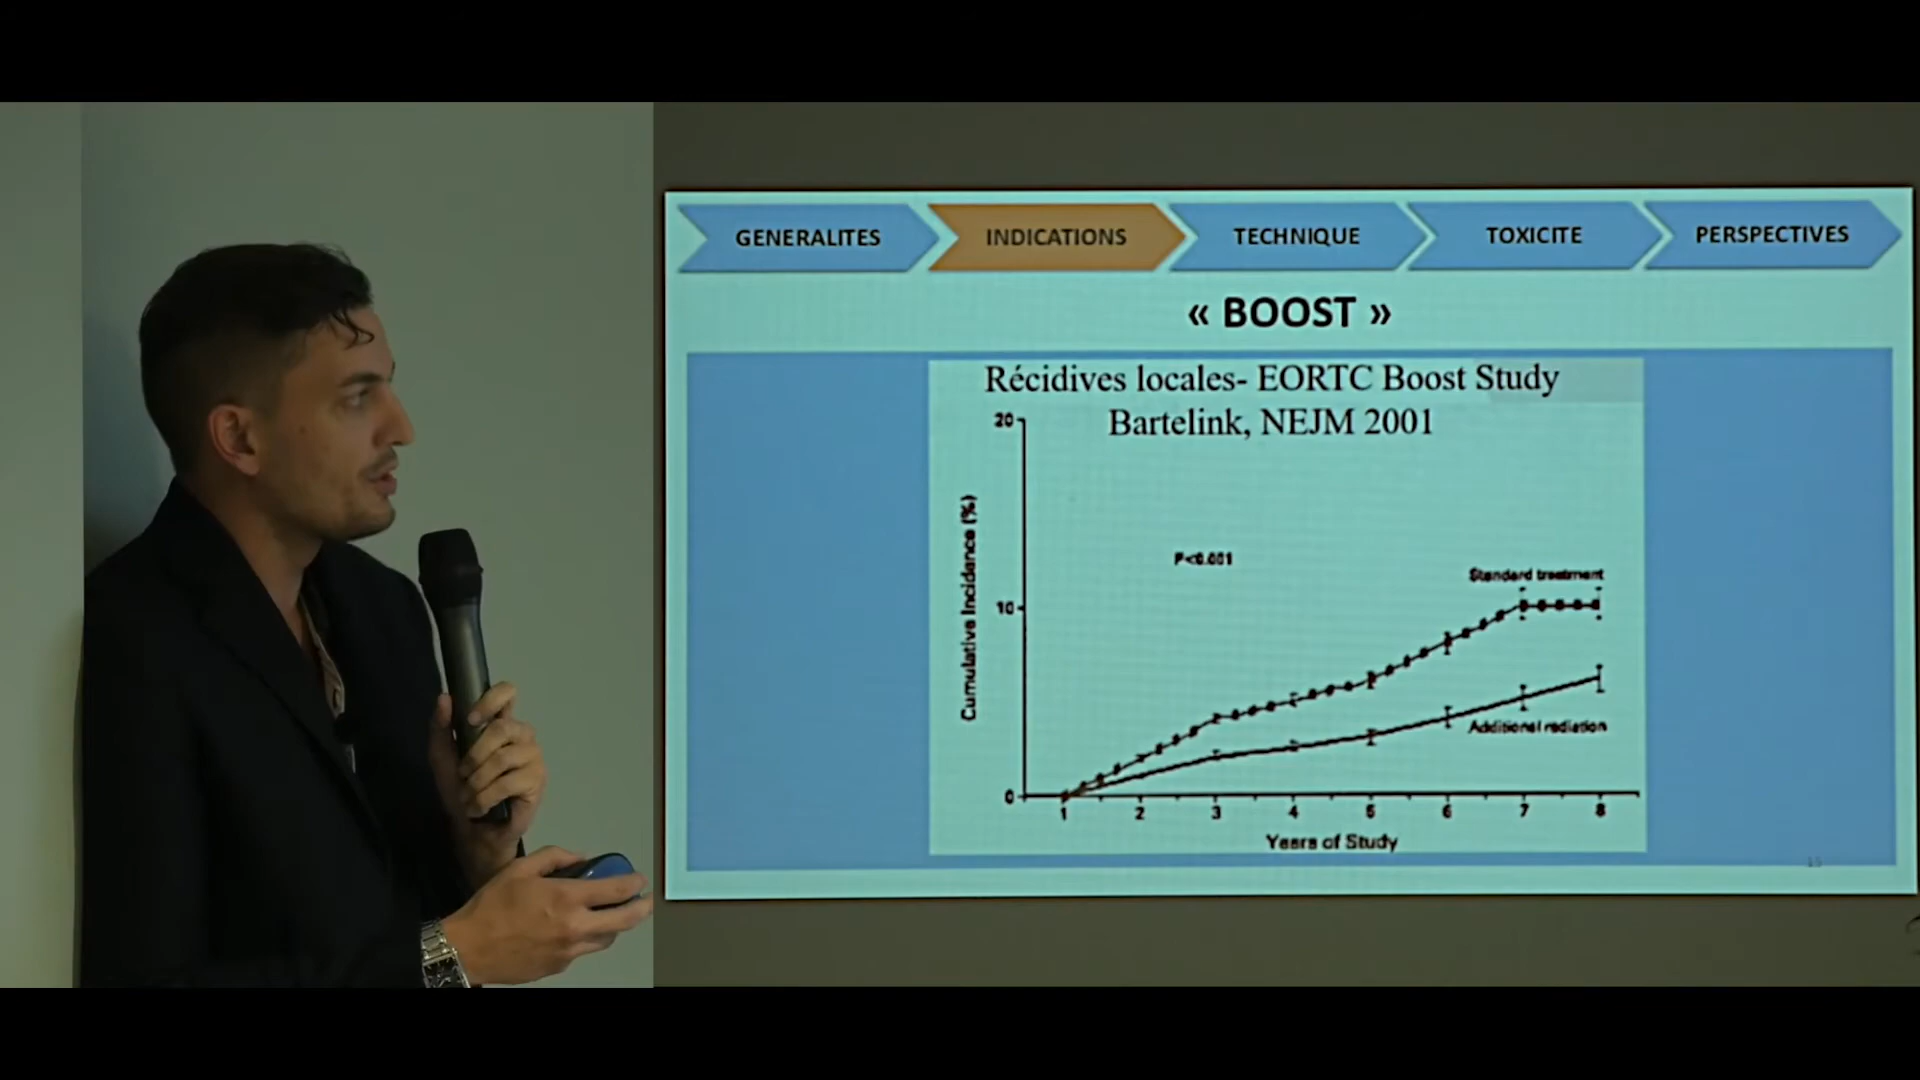 GENERALITES
INDICATIONS
TECHNIQUE
TOXICITE
PERSPECTIVES
« BOOST »
Récidives locales- EORTC Boost Study
Bartelink, NEJM 2001
20
10
0
Cumulative Incidence (%)
P<0.001
Standard treatment
Additional radiation
1 2 3 4 5 6 7 8
Years of Study
15